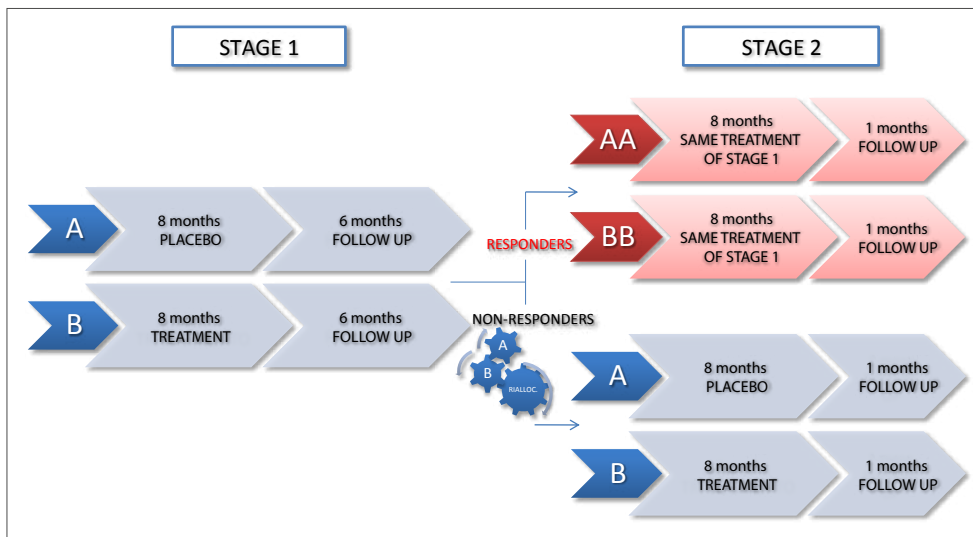 STAGE 1
STAGE 2
A
8 months
PLACEBO
6 months
FOLLOW UP
B
8 months
TREATMENT
6 months
FOLLOW UP
RESPONDERS
NON-RESPONDERS
A
B
RIALLOC.
AA
8 months
SAME TREATMENT
OF STAGE 1
1 months
FOLLOW UP
BB
8 months
SAME TREATMENT
OF STAGE 1
1 months
FOLLOW UP
A
8 months
PLACEBO
1 months
FOLLOW UP
B
8 months
TREATMENT
1 months
FOLLOW UP